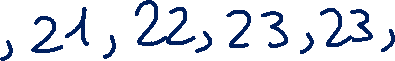 , 21, 22, 23, 23,